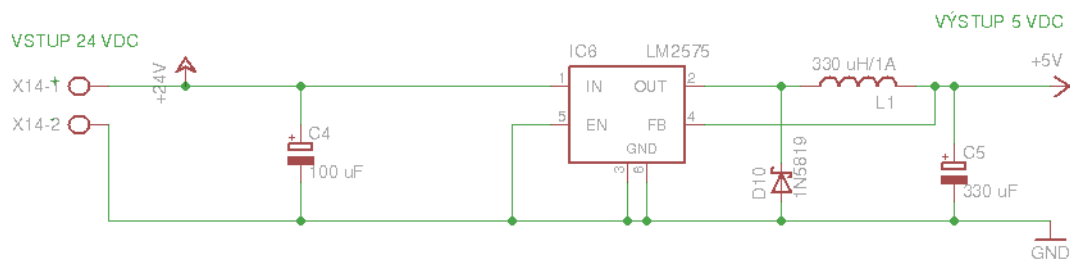 VÝSTUP 5 VDC
VSTUP 24 VDC
IC6
LM2575
330 uH/1A
+5V
X14-1
+
+24V
1
IN
OUT
2
L1
X14-2
5
EN
FB
4
+
C4
GND
100 uF
3
6
D10
1N5819
+
C5
330 uF
GND